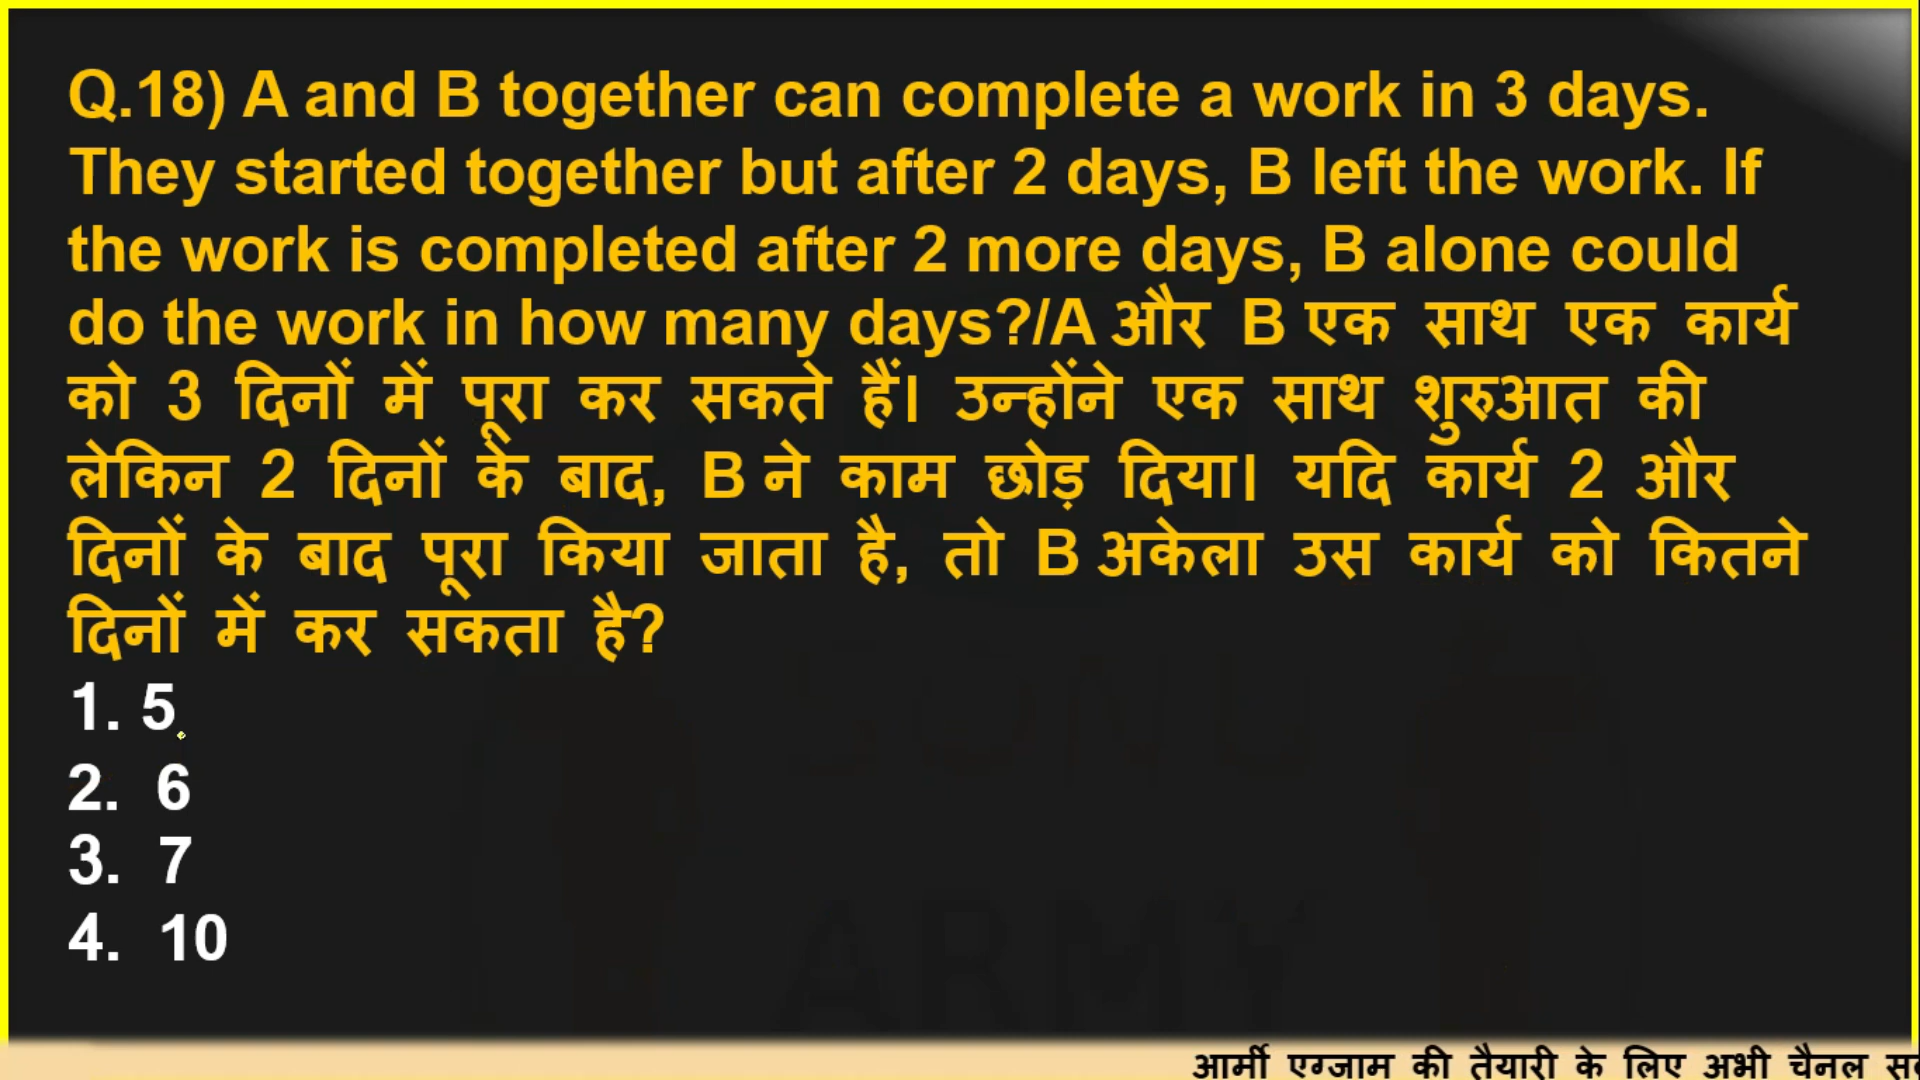 Q.18) A and B together can complete a work in 3 days.
They started together but after 2 days, B left the work. If
the work is completed after 2 more days, B alone could
do the work in how many days?/A और B एक साथ एक कार्य
को 3 दिनों में पूरा कर सकते हैं। उन्होंने एक साथ शुरुआत की
लेकिन 2 दिनों के बाद, B ने काम छोड़ दिया। यदि कार्य 2 और
दिनों के बाद पूरा किया जाता है, तो B अकेला उस कार्य को कितने
दिनों में कर सकता है?
1. 5
2. 6
3. 7
4. 10
SONU
ARMY
आर्मी एग्जाम की तैयारी के लिए अभी चैनल